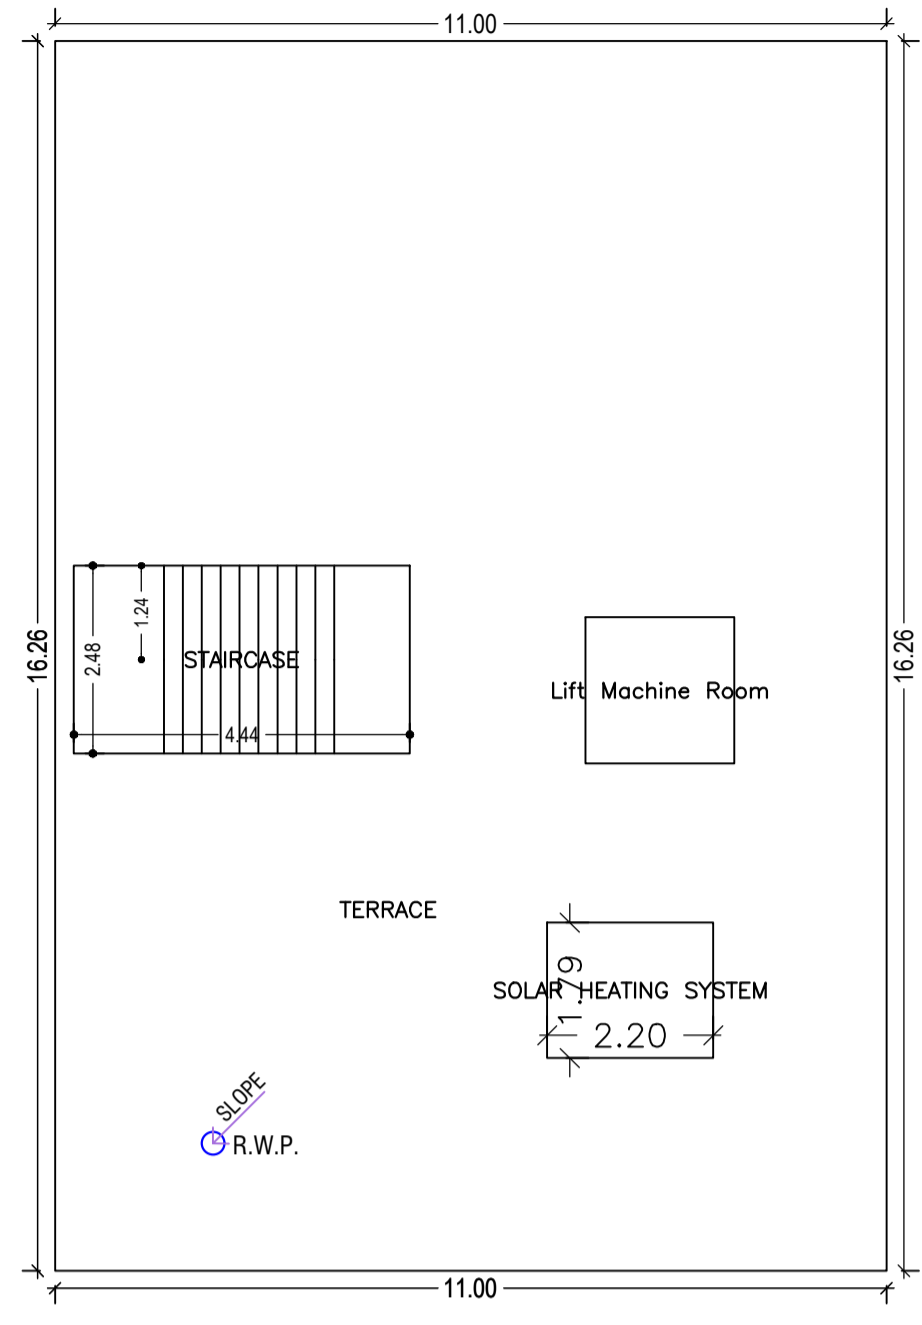 11.00
16.26
16.26
1.24
2.48
STAIRCASE
4.44
Lift Machine Room
TERRACE
1.79
SOLAR HEATING SYSTEM
2.20
SLOPE
R.W.P.
11.00